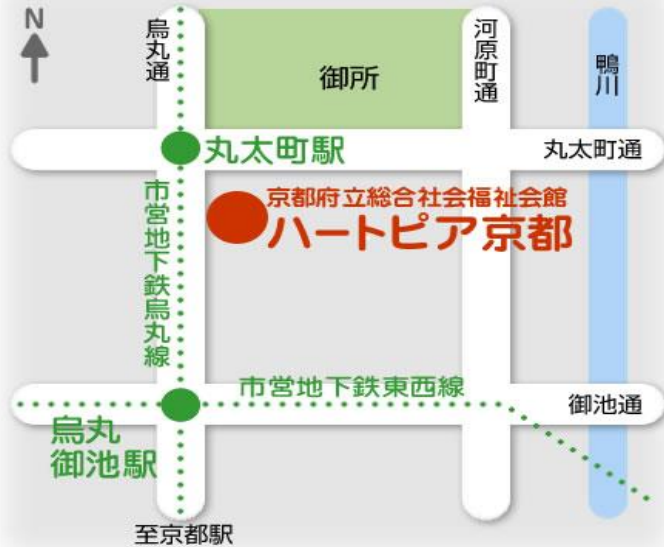 N
烏丸通
御所
河原町通
鴨川
丸太町駅
丸太町通
京都府立総合社会福祉会館
ハートピア京都
市営地下鉄烏丸線
市営地下鉄東西線
御池通
烏丸
御池駅
至京都駅